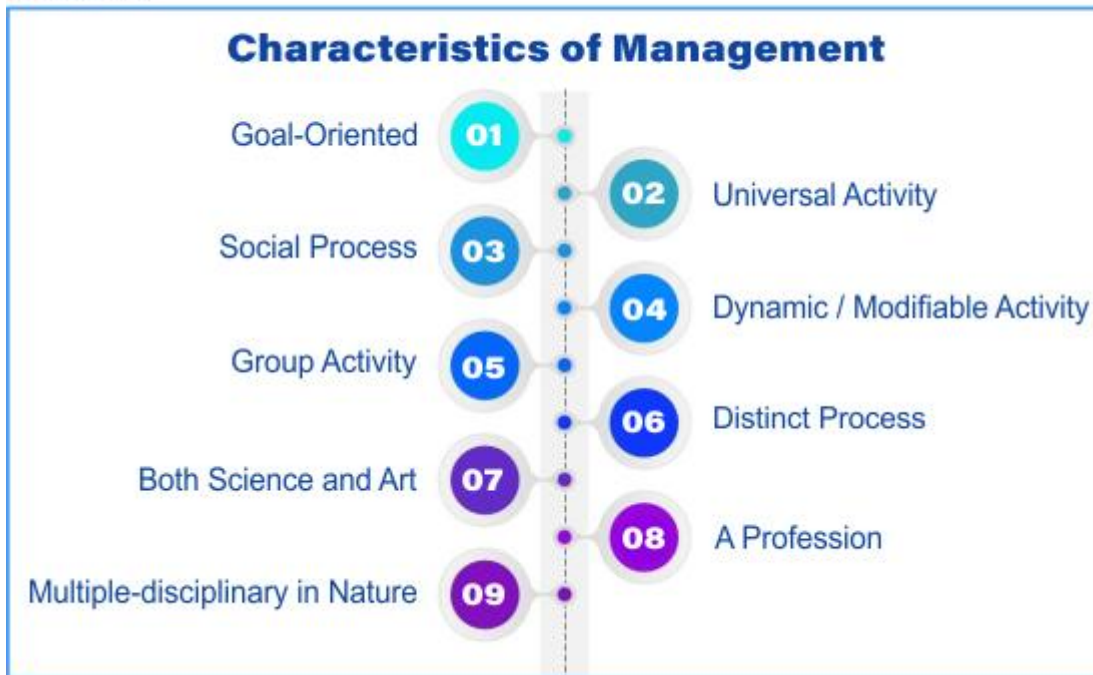 Characteristics of Management
Goal-Oriented
01
02
Universal Activity
Social Process
03
04
Dynamic / Modifiable Activity
Group Activity
05
06
Distinct Process
Both Science and Art
07
08
A Profession
Multiple-disciplinary in Nature
09